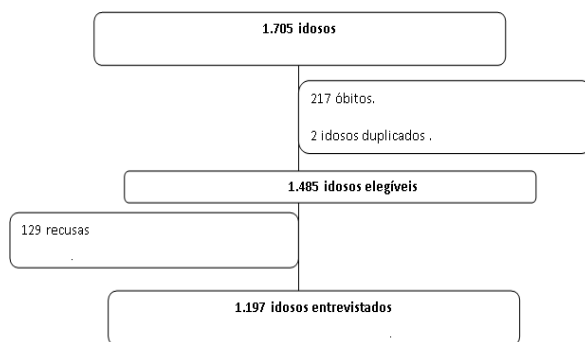 1.705 idosos
217 óbitos.
2 idosos duplicados .
1.485 idosos elegíveis
129 recusas
.
1.197 idosos entrevistados
.